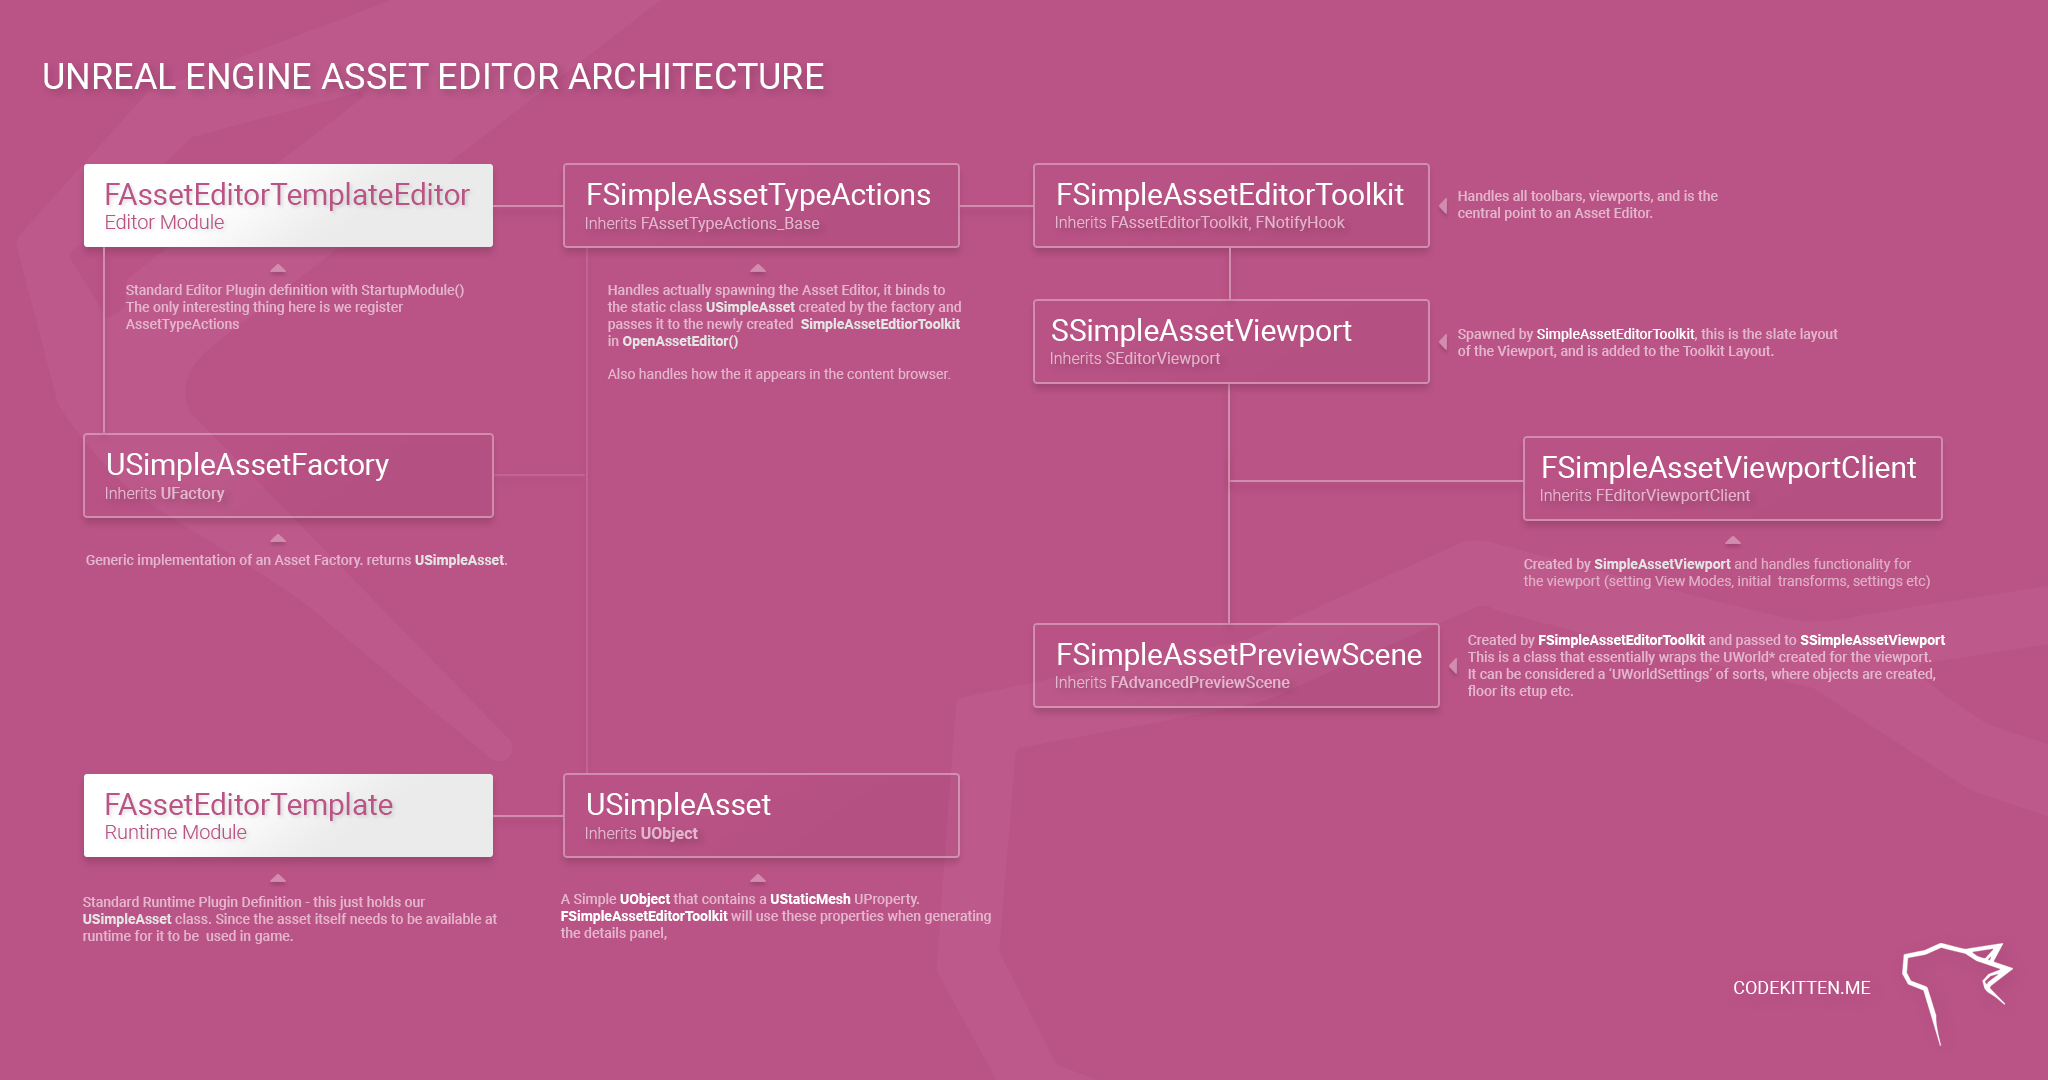 UNREAL ENGINE ASSET EDITOR ARCHITECTURE
FAssetEditorTemplateEditor
Editor Module
Standard Editor Plugin definition with StartupModule()
The only interesting thing here is we register
AssetTypeActions
FSimpleAssetTypeActions
Inherits FAssetTypeActions_Base
Handles actually spawning the Asset Editor, it binds to
the static class USimpleAsset created by the factory and
passes it to the newly created  SimpleAssetEdtiorToolkit
in OpenAssetEditor()
Also handles how the it appears in the content browser.
FSimpleAssetEditorToolkit
Inherits FAssetEditorToolkit, FNotifyHook
Handles all toolbars, viewports, and is the
central point to an Asset Editor.
SSimpleAssetViewport
Inherits SEditorViewport
Spawned by SimpleAssetEditorToolkit, this is the slate layout
of the Viewport, and is added to the Toolkit Layout.
USimpleAssetFactory
Inherits UFactory
Generic implementation of an Asset Factory. returns USimpleAsset.
FSimpleAssetViewportClient
Inherits FEditorViewportClient
Created by SimpleAssetViewport and handles functionality for
the viewport (setting View Modes, initial  transforms, settings etc)
FSimpleAssetPreviewScene
Inherits FAdvancedPreviewScene
Created by FSimpleAssetEditorToolkit and passed to SSimpleAssetViewport
This is a class that essentially wraps the UWorld* created for the viewport.
It can be considered a 'UWorldSettings' of sorts, where objects are created,
floor its etup etc.
FAssetEditorTemplate
Runtime Module
Standard Runtime Plugin Definition - this just holds our
USimpleAsset class. Since the asset itself needs to be available at
runtime for it to be  used in game.
USimpleAsset
Inherits UObject
A Simple UObject that contains a UStaticMesh UProperty.
FSimpleAssetEditorToolkit will use these properties when generating
the details panel,
CODEKITTEN.ME